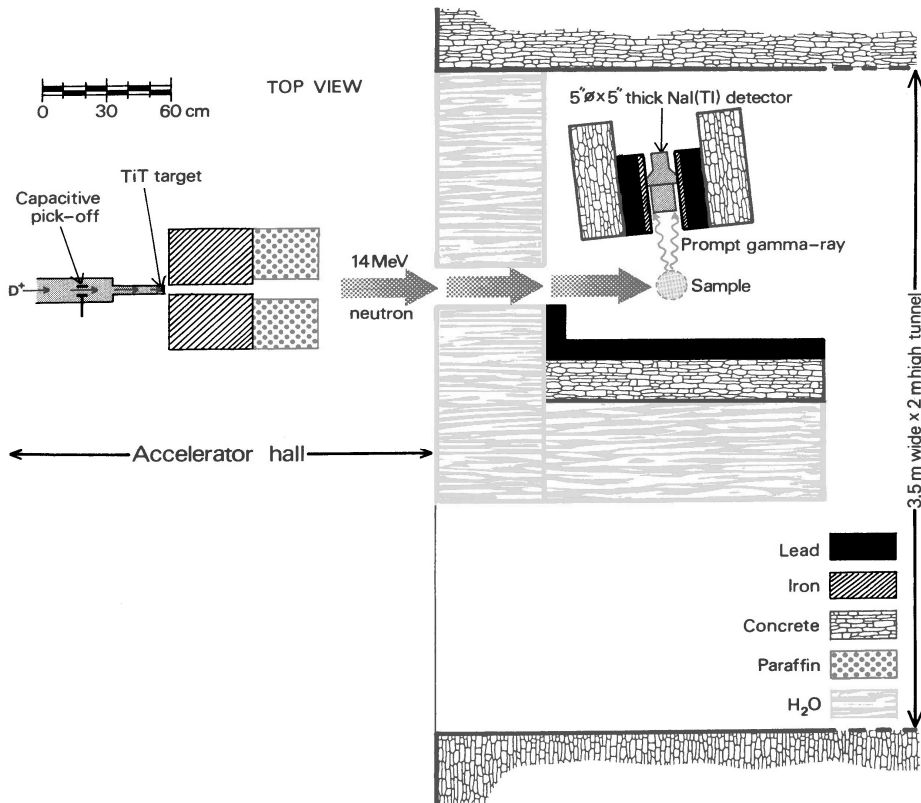 TOP VIEW
0 30 60 cm
5"ø×5" thick NaI(Tl) detector
TiT target
Capacitive
pick-off
D⁺
14 MeV
neutron
Prompt gamma-ray
Sample
Accelerator hall
3.5 m wide × 2 m high tunnel
Lead
Iron
Concrete
Paraffin
H₂O